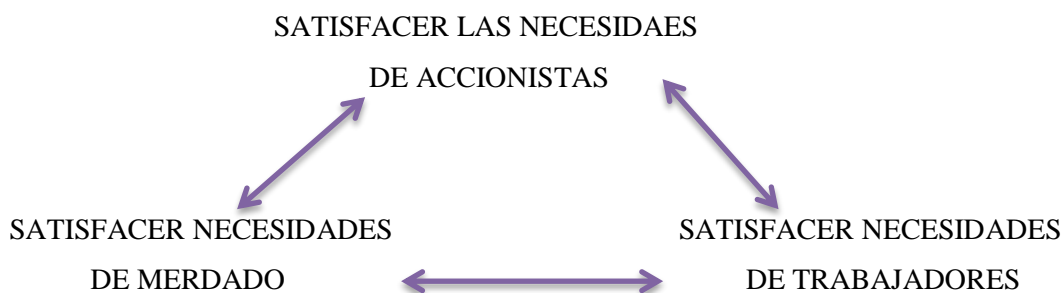 SATISFACER LAS NECESIDAES
DE ACCIONISTAS
SATISFACER NECESIDADES
DE MERDADO
SATISFACER NECESIDADES
DE TRABAJADORES